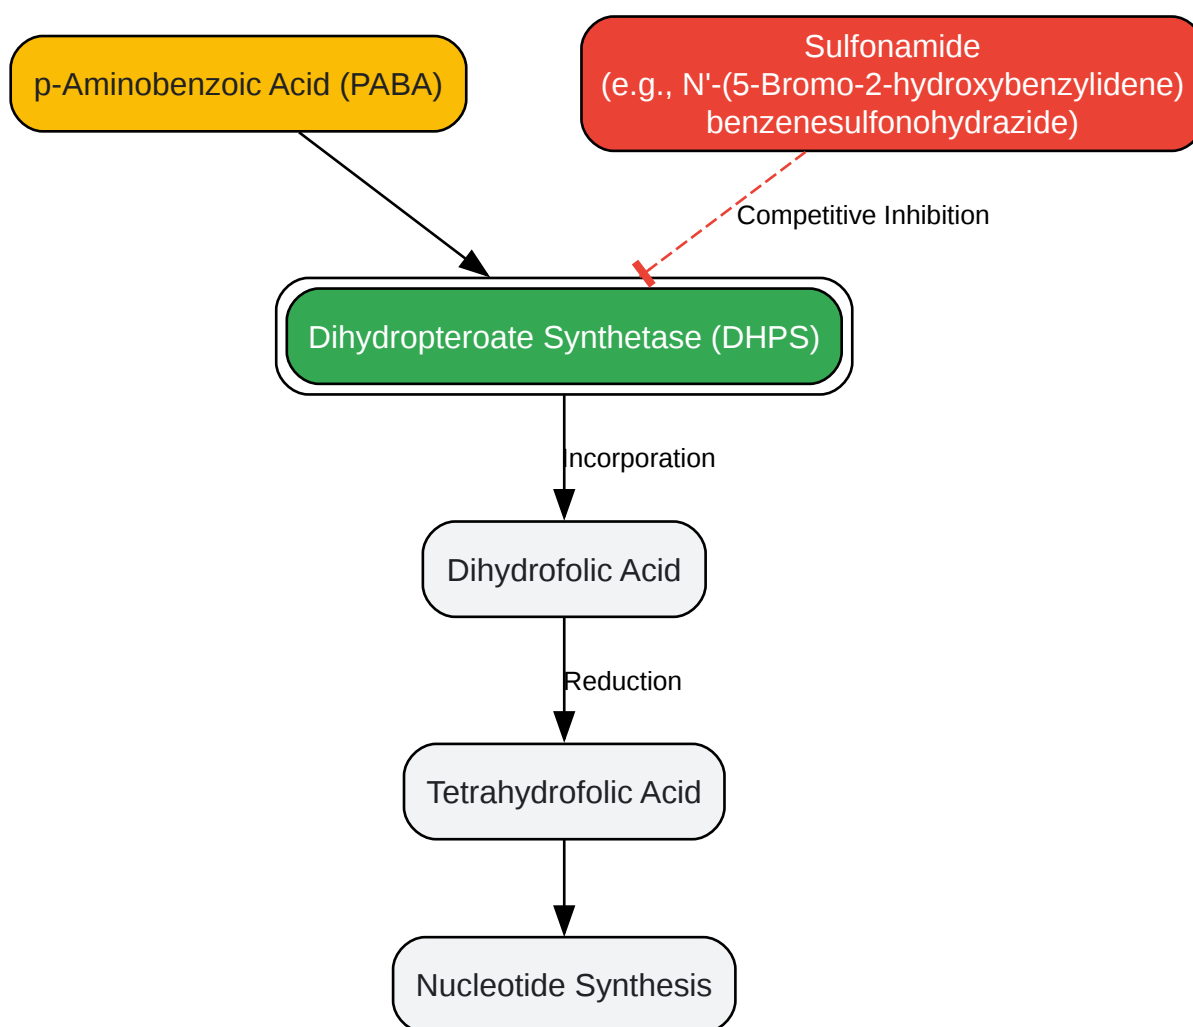 p-Aminobenzoic Acid (PABA)
Sulfonamide
(e.g., N'-(5-Bromo-2-hydroxybenzylidene)
benzenesulfonohydrazide)
Competitive Inhibition
Dihydropteroate Synthetase (DHPS)
Incorporation
Dihydrofolic Acid
Reduction
Tetrahydrofolic Acid
Nucleotide Synthesis